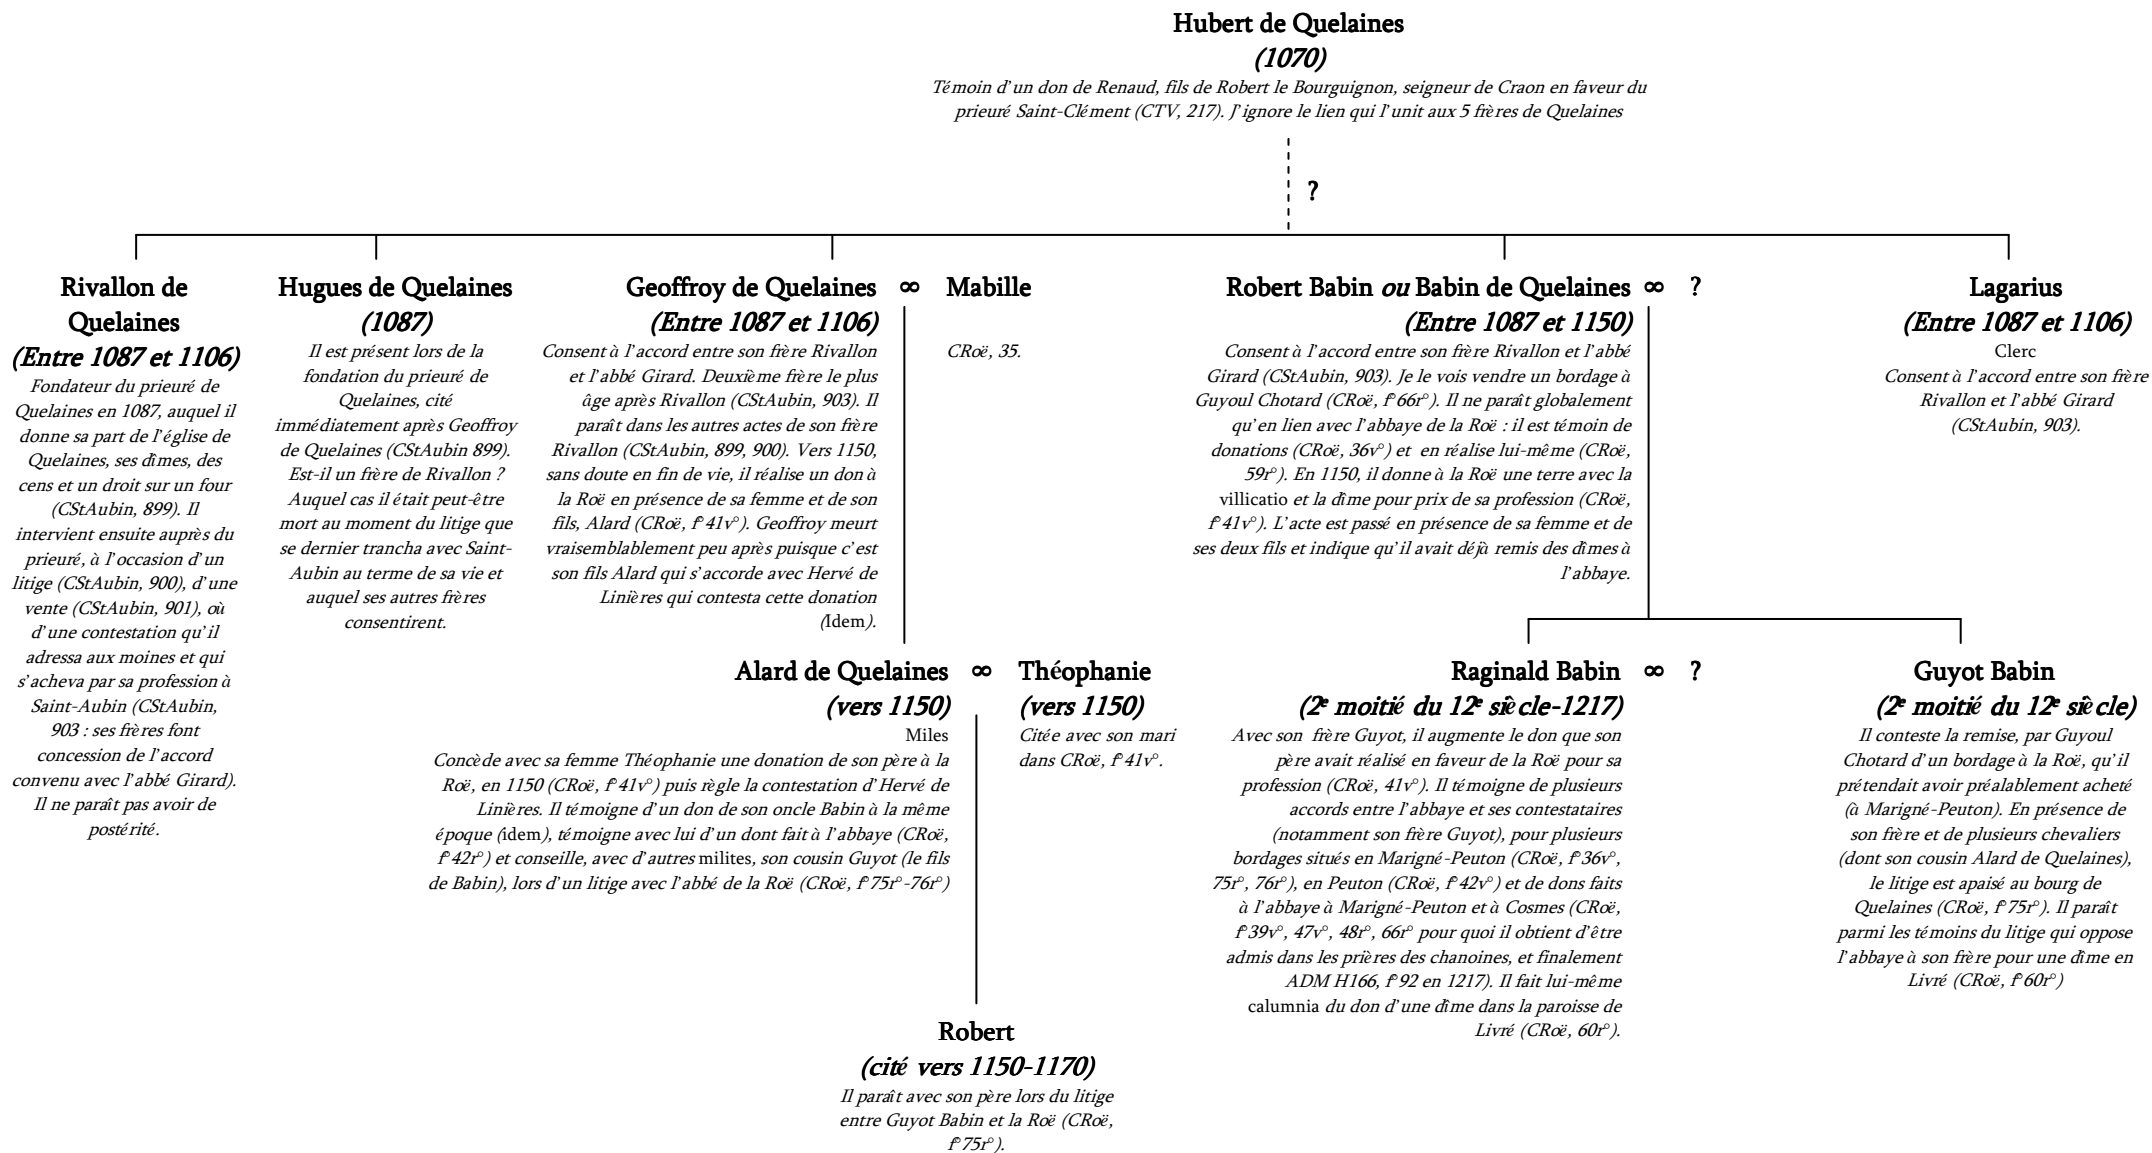 Hubert de Quelaines
(1070)
Témoin d'un don de Renaud, fils de Robert le Bourguignon, seigneur de Craon en faveur du
prieuré Saint-Clément (CTV, 217). J'ignore le lien qui l'unit aux 5 frères de Quelaines
?
Rivallon de
Quelaines
(Entre 1087 et 1106)
Fondateur du prieuré de
Quelaines en 1087, auquel il
donne sa part de l'église de
Quelaines, ses dîmes, des
cens et un droit sur un four
(CStAubin, 899). Il
intervient ensuite auprès du
prieuré, à l'occasion d'un
litige (CStAubin, 900), d'une
vente (CStAubin, 901), où
d'une contestation qu'il
adressa aux moines et qui
s'acheva par sa profession à
Saint-Aubin (CStAubin,
903 : ses frères font
concession de l'accord
convenu avec l'abbé Girard).
Il ne paraît pas avoir de
postérité.
Hugues de Quelaines
(1087)
Il est présent lors de la
fondation du prieuré de
Quelaines, cité
immédiatement après Geoffroy
de Quelaines (CStAubin 899).
Est-il un frère de Rivallon ?
Auquel cas il était peut-être
mort au moment du litige que
se dernier trancha avec Saint-
Aubin au terme de sa vie et
auquel ses autres frères
consentirent.
Geoffroy de Quelaines ∞ Mabille
(Entre 1087 et 1106)
Consent à l'accord entre son frère Rivallon
et l'abbé Girard. Deuxième frère le plus
âge après Rivallon (CStAubin, 903). Il
paraît dans les autres actes de son frère
Rivallon (CStAubin, 899, 900). Vers 1150,
sans doute en fin de vie, il réalise un don à
la Roë en présence de sa femme et de son
fils, Alard (CRoë, f°41v°). Geoffroy meurt
vraisemblablement peu après puisque c'est
son fils Alard qui s'accorde avec Hervé de
Linières qui contesta cette donation
(Idem).
CRoë, 35.
Robert Babin ou Babin de Quelaines ∞ ?
(Entre 1087 et 1150)
Consent à l'accord entre son frère Rivallon et l'abbé
Girard (CStAubin, 903). Je le vois vendre un bordage à
Guyoul Chotard (CRoë, f°66r°). Il ne paraît globalement
qu'en lien avec l'abbaye de la Roë : il est témoin de
donations (CRoë, 36v°) et en réalise lui-même (CRoë,
59r°). En 1150, il donne à la Roë une terre avec la
villicatio et la dîme pour prix de sa profession (CRoë,
f°41v°). L'acte est passé en présence de sa femme et de
ses deux fils et indique qu'il avait déjà remis des dîmes à
l'abbaye.
Lagarius
(Entre 1087 et 1106)
Clerc
Consent à l'accord entre son frère
Rivallon et l'abbé Girard
(CStAubin, 903).
Alard de Quelaines ∞ Théophanie
(vers 1150)
Miles
Concède avec sa femme Théophanie une donation de son père à la
Roë, en 1150 (CRoë, f°41v°) puis règle la contestation d'Hervé de
Linières. Il témoigne d'un don de son oncle Babin à la même
époque (idem), témoigne avec lui d'un dont fait à l'abbaye (CRoë,
f°42r°) et conseille, avec d'autres milites, son cousin Guyot (le fils
de Babin), lors d'un litige avec l'abbé de la Roë (CRoë, f°75r°-76r°)
(vers 1150)
Citée avec son mari
dans CRoë, f°41v°.
Raginald Babin ∞ ?
(2e moitié du 12e siècle-1217)
Avec son frère Guyot, il augmente le don que son
père avait réalisé en faveur de la Roë pour sa
profession (CRoë, 41v°). Il témoigne de plusieurs
accords entre l'abbaye et ses contestataires
(notamment son frère Guyot), pour plusieurs
bordages situés en Marigné-Peuton (CRoë, f°36v°,
75r°, 76r°), en Peuton (CRoë, f°42v°) et de dons faits
à l'abbaye à Marigné-Peuton et à Cosmes (CRoë,
f°39v°, 47v°, 48r°, 66r° pour quoi il obtient d'être
admis dans les prières des chanoines, et finalement
ADM H166, f°92 en 1217). Il fait lui-même
calumnia du don d'une dîme dans la paroisse de
Livré (CRoë, 60r°).
Guyot Babin
(2e moitié du 12e siècle)
Il conteste la remise, par Guyoul
Chotard d'un bordage à la Roë, qu'il
prétendait avoir préalablement acheté
(à Marigné-Peuton). En présence de
son frère et de plusieurs chevaliers
(dont son cousin Alard de Quelaines),
le litige est apaisé au bourg de
Quelaines (CRoë, f°75r°). Il paraît
parmi les témoins du litige qui oppose
l'abbaye à son frère pour une dîme en
Livré (CRoë, f°60r°)
Robert
(cité vers 1150-1170)
Il paraît avec son père lors du litige
entre Guyot Babin et la Roë (CRoë,
f°75r°).